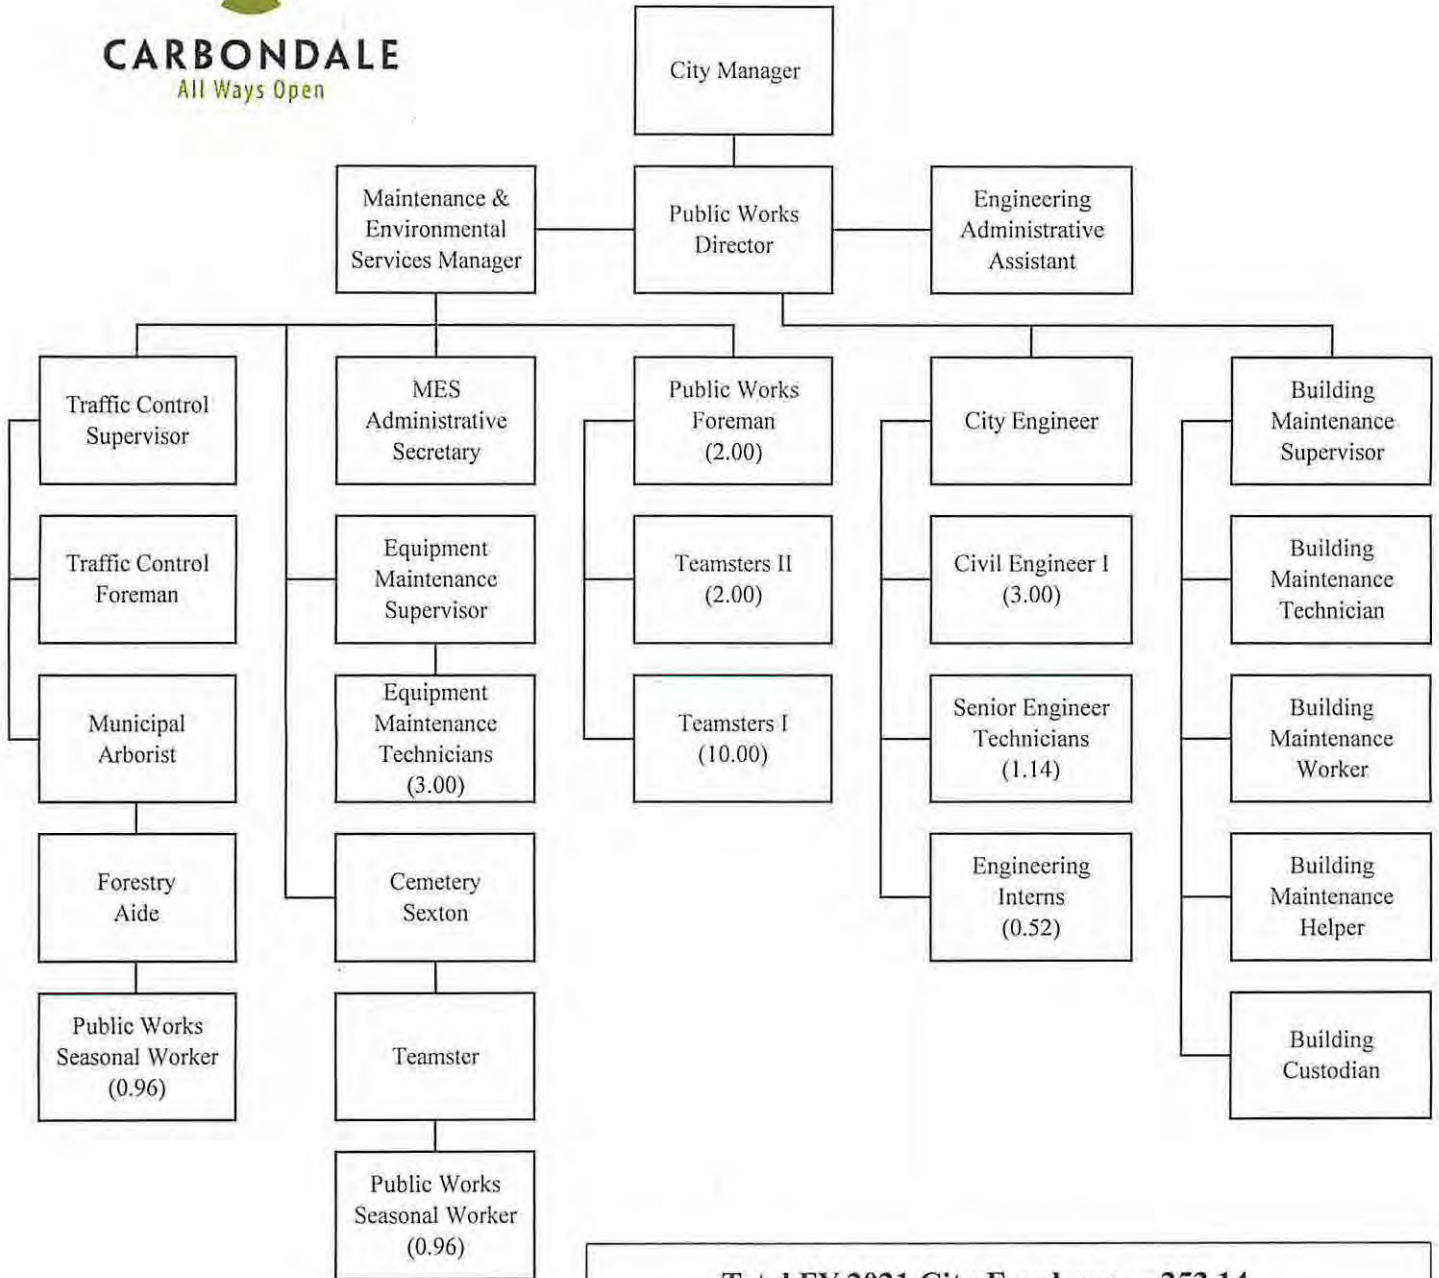 CARBONDALE
All Ways Open
City Manager
Maintenance &
Environmental
Services Manager
Public Works
Director
Engineering
Administrative
Assistant
Traffic Control
Supervisor
MES
Administrative
Secretary
Public Works
Foreman
(2.00)
City Engineer
Building
Maintenance
Supervisor
Traffic Control
Foreman
Equipment
Maintenance
Supervisor
Teamsters II
(2.00)
Civil Engineer I
(3.00)
Building
Maintenance
Technician
Municipal
Arborist
Equipment
Maintenance
Technicians
(3.00)
Teamsters I
(10.00)
Senior Engineer
Technicians
(1.14)
Building
Maintenance
Worker
Forestry
Aide
Cemetery
Sexton
Engineering
Interns
(0.52)
Building
Maintenance
Helper
Public Works
Seasonal Worker
(0.96)
Teamster
Building
Custodian
Public Works
Seasonal Worker
(0.96)